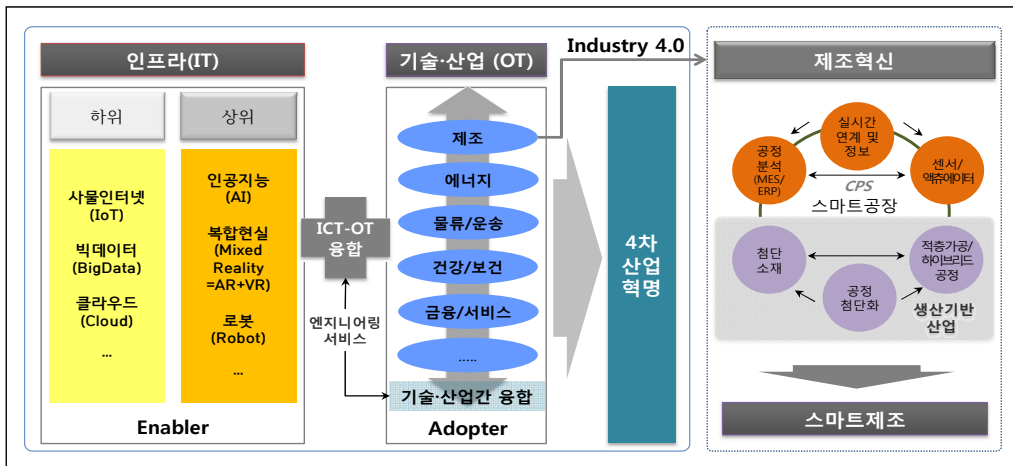 인프라(IT)
하위
상위
사물인터넷
(IoT)
빅데이터
(BigData)
클라우드
(Cloud)
...
인공지능
(AI)
복합현실
(Mixed
Reality
=AR+VR)
로봇
(Robot)
...
Enabler
ICT-OT
융합
엔지니어링
서비스
기술·산업 (OT)
제조
에너지
물류/운송
건강/보건
금융/서비스
.....
기술·산업간 융합
Adopter
Industry 4.0
4차
산업
혁명
제조혁신
실시간
연계 및
정보
공정
분석
(MES/
ERP)
센서/
액츄에이터
CPS
스마트공장
첨단
소재
적층가공/
하이브리드
공정
공정
첨단화
생산기반
산업
스마트제조